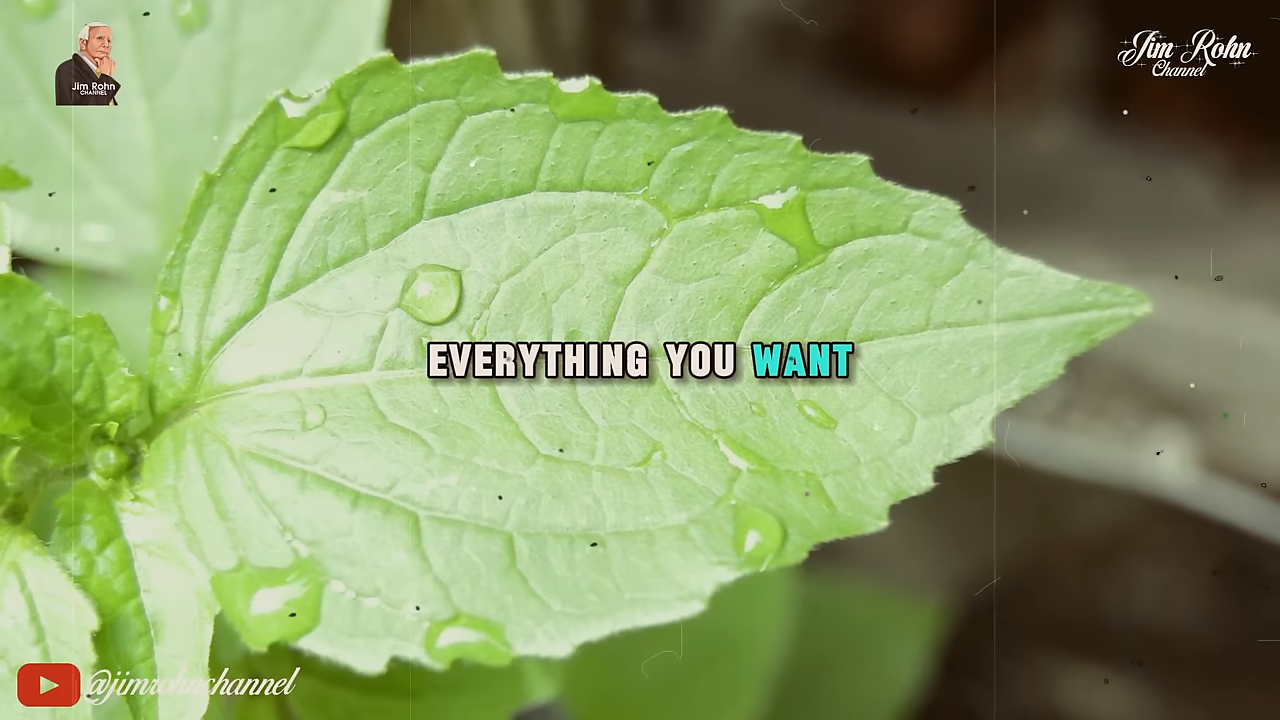 Jim Rohn
CHANNEL
Jim Rohn
Channel
EVERYTHING YOU WANT
@jimrohnchannel